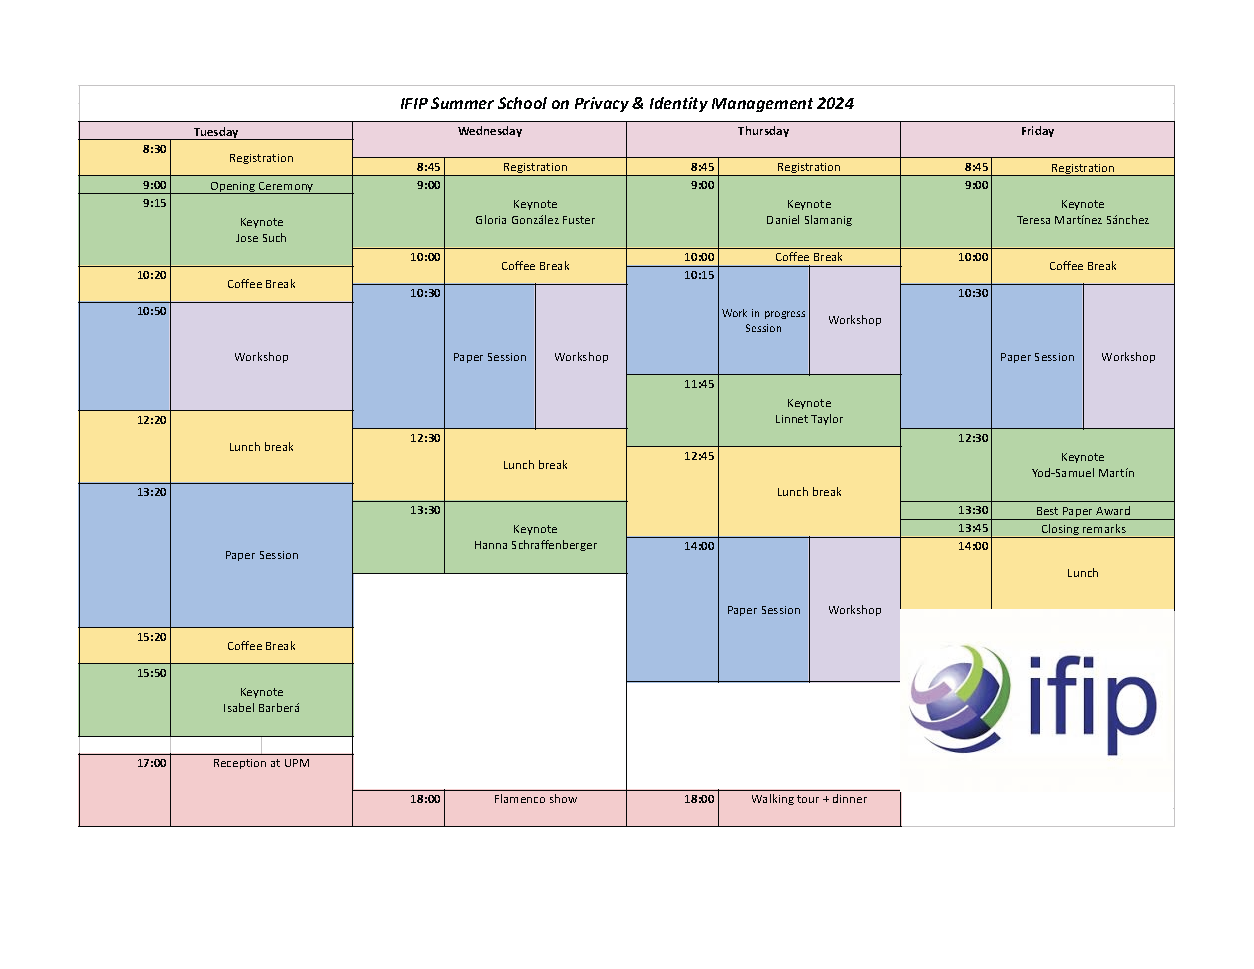 IFIP Summer School on Privacy & Identity Management 2024
Tuesday
8:30
Registration
9:00
Opening Ceremony
9:15
Keynote
Jose Such
10:20
Coffee Break
10:50
Workshop
12:20
Lunch break
13:20
Paper Session
15:20
Coffee Break
15:50
Keynote
Isabel Barberá
17:00
Reception at UPM
Wednesday
8:45
Registration
9:00
Keynote
Gloria González Fuster
10:00
Coffee Break
10:30
Paper Session
Workshop
12:30
Lunch break
13:30
Keynote
Hanna Schraffenberger
18:00
Flamenco show
Thursday
8:45
Registration
9:00
Keynote
Daniel Slamanig
10:00
Coffee Break
10:15
Work in progress
Session
Workshop
11:45
Keynote
Linnet Taylor
12:45
Lunch break
14:00
Paper Session
Workshop
18:00
Walking tour + dinner
Friday
8:45
Registration
9:00
Keynote
Teresa Martínez Sánchez
10:00
Coffee Break
10:30
Paper Session
Workshop
12:30
Keynote
Yod-Samuel Martín
13:30
Best Paper Award
13:45
Closing remarks
14:00
Lunch
ifip